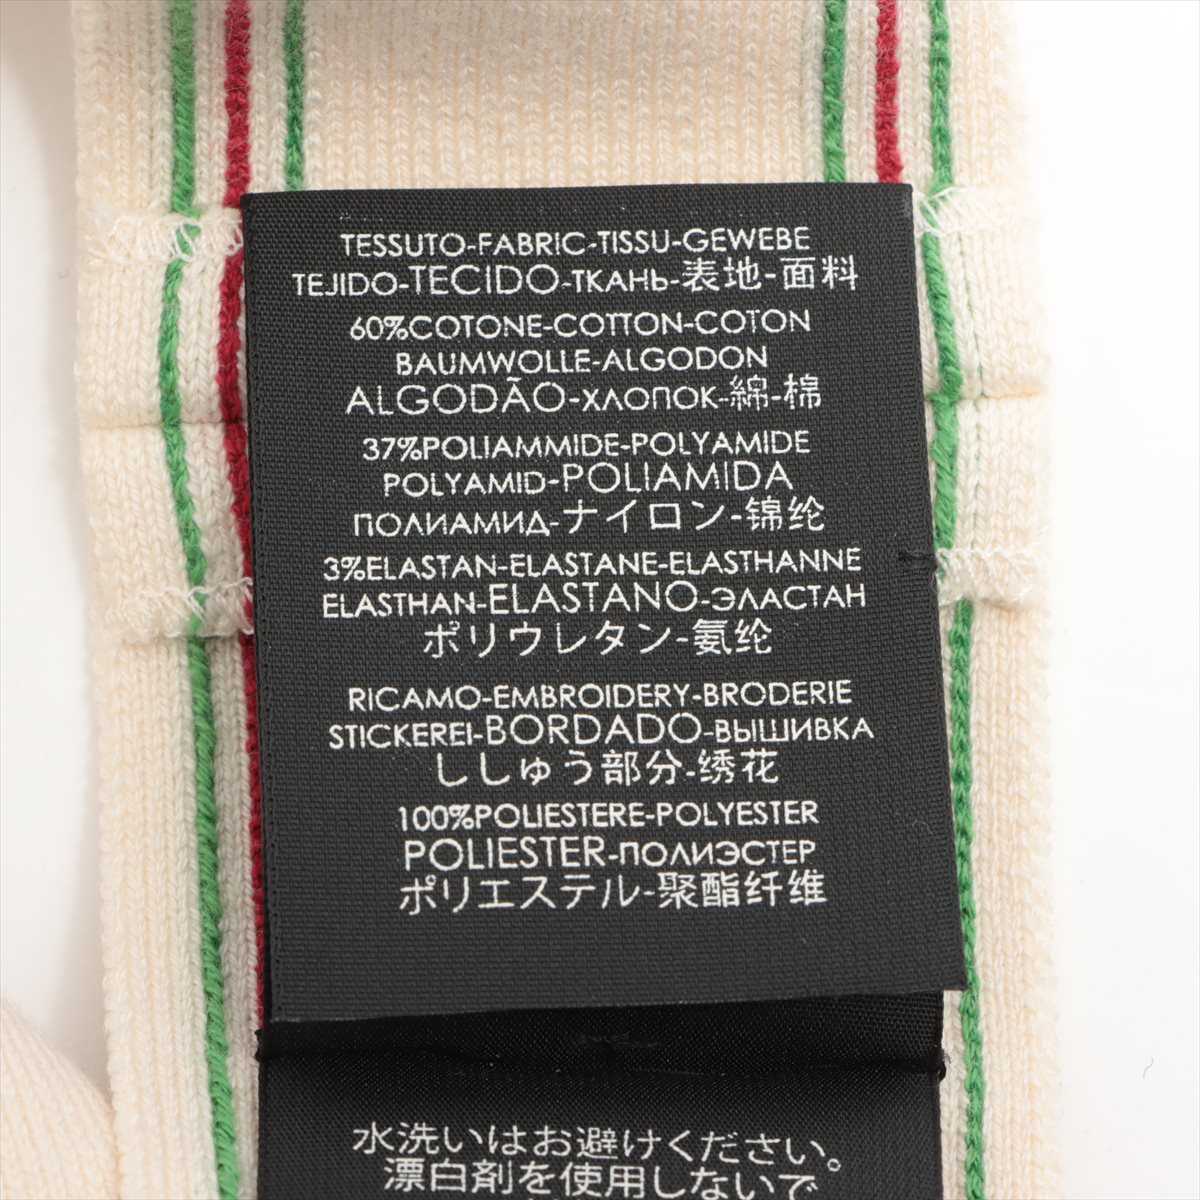 TESSUTO-FABRIC-TISSU-GEWEBE
TEJIDO-TECIDO-ТКАНЬ-表地-面料
60%COTONE-COTTON-COTON
BAUMWOLLE-ALGODON
ALGODÃO-ХЛОПОК-綿-棉
37%POLIAMMIDE-POLYAMIDE
POLYAMID-POLIAMIDA
ПОЛИАМИД-ナイロン-锦纶
3%ELASTAN-ELASTANE-ELASTHANNE
ELASTHAN-ELASTANO-ЭЛАСТАН
ポリウレタン-氨纶
RICAMO-EMBROIDERY-BRODERIE
STICKEREI-BORDADO-ВЫШИВКА
ししゅう部分-绣花
100%POLIESTERE-POLYESTER
POLIESTER-ПОЛИЭСТЕР
ポリエステル-聚酯纤维
水洗いはお避けください。
漂白剤を使用しないで